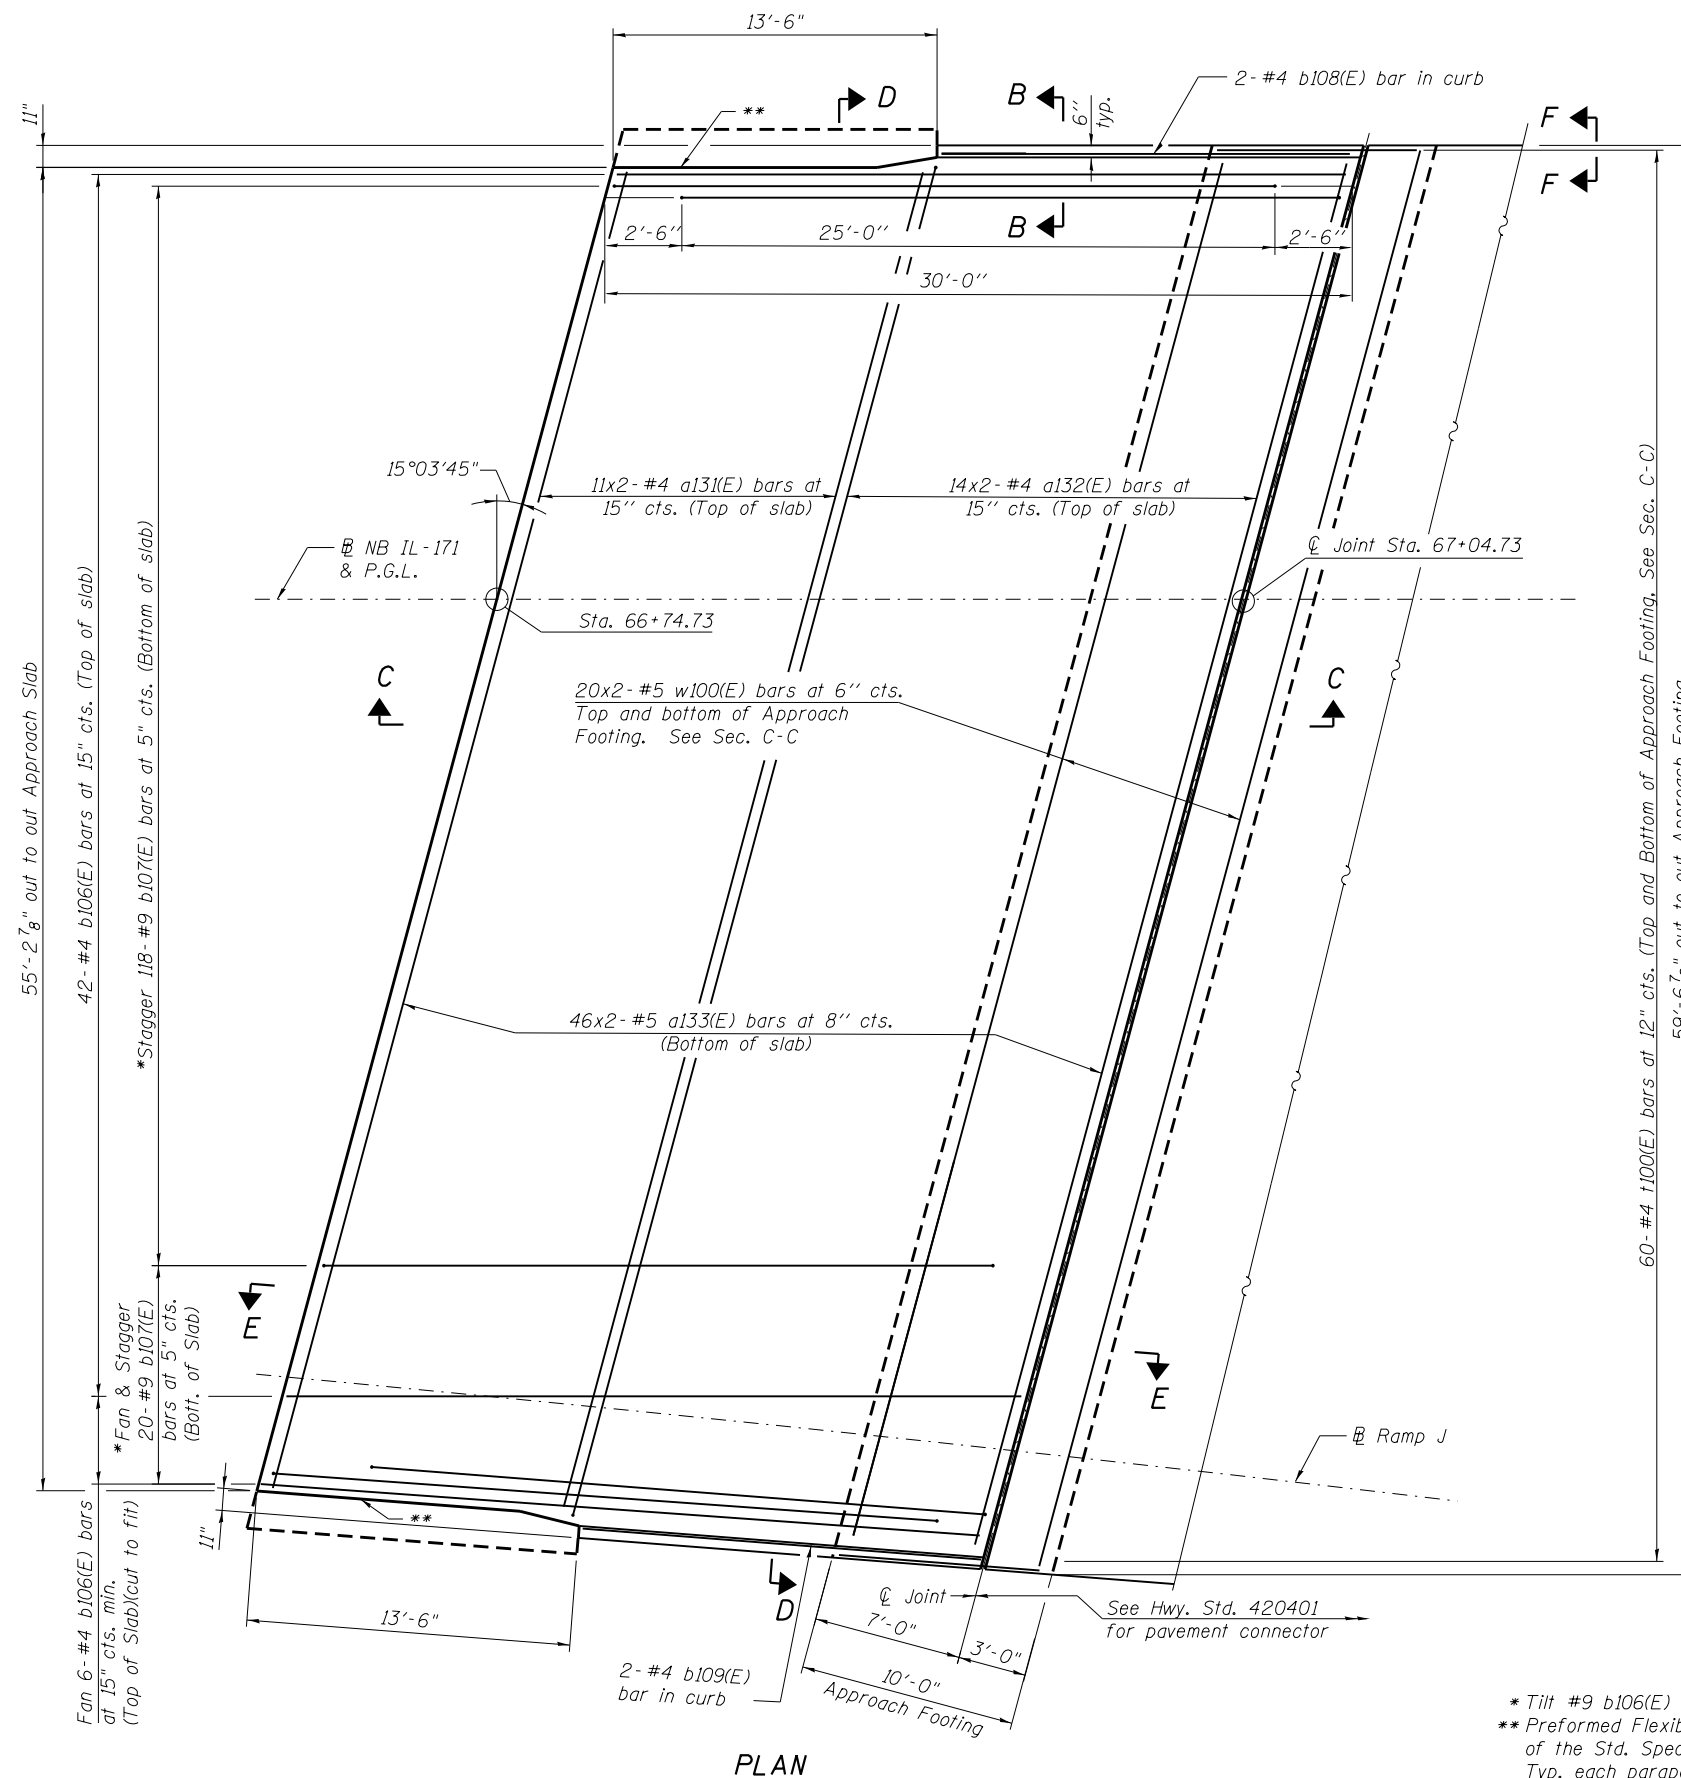 13'-6"
11"
**
D
B
6'' typ.
2-#4 b108(E) bar in curb
F
F
B
2'-6''
25'-0''
2'-6''
30'-0''
15°03'45"
11x2-#4 a131(E) bars at
15'' cts. (Top of slab)
14x2-#4 a132(E) bars at
15'' cts. (Top of slab)
NB IL-171
& P.G.L.
℄ Joint Sta. 67+04.73
Sta. 66+74.73
C
C
20x2-#5 w100(E) bars at 6'' cts.
Top and bottom of Approach
Footing. See Sec. C-C
55'-2 7/8" out to out Approach Slab
42-#4 b106(E) bars at 15" cts. (Top of slab)
*Stagger 118-#9 b107(E) bars at 5" cts. (Bottom of slab)
60-#4 t100(E) bars at 12" cts. (Top and Bottom of Approach Footing. See Sec. C-C)
46x2-#5 a133(E) bars at 8'' cts.
(Bottom of slab)
E
E
*Fan & Stagger
20-#9 b107(E)
bars at 5" cts.
(Bott. of Slab)
Ramp J
Fan 6-#4 b106(E) bars
at 15" cts. min.
(Top of Slab)(cut to fit)
11"
**
13'-6"
D
℄ Joint
7'-0"
3'-0"
10'-0"
Approach Footing
See Hwy. Std. 420401
for pavement connector
2-#4 b109(E)
bar in curb
* Tilt #9 b106(E)
** Preformed
of the Std.
Typ. each
PLAN